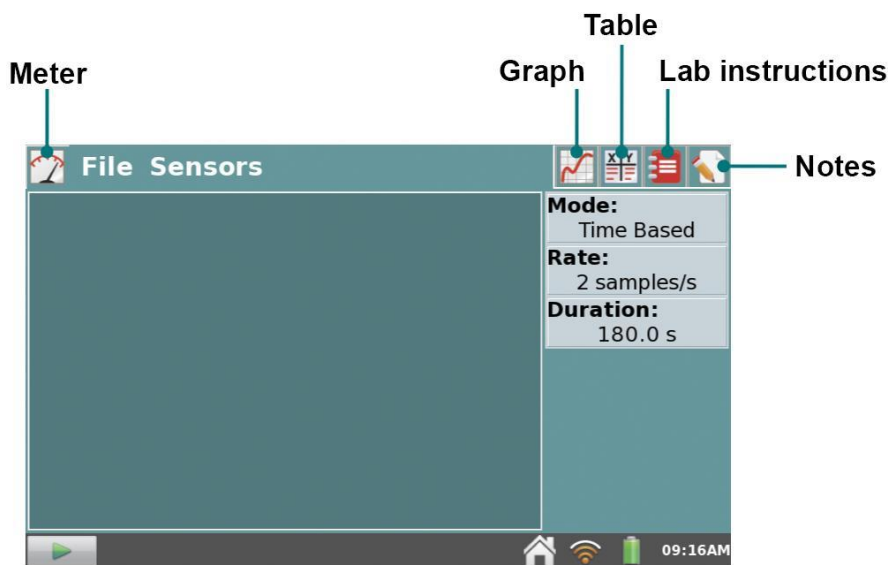 Table
Meter
Graph
Lab instructions
File Sensors
X Y
Notes
Mode:
Time Based
Rate:
2 samples/s
Duration:
180.0 s
09:16AM